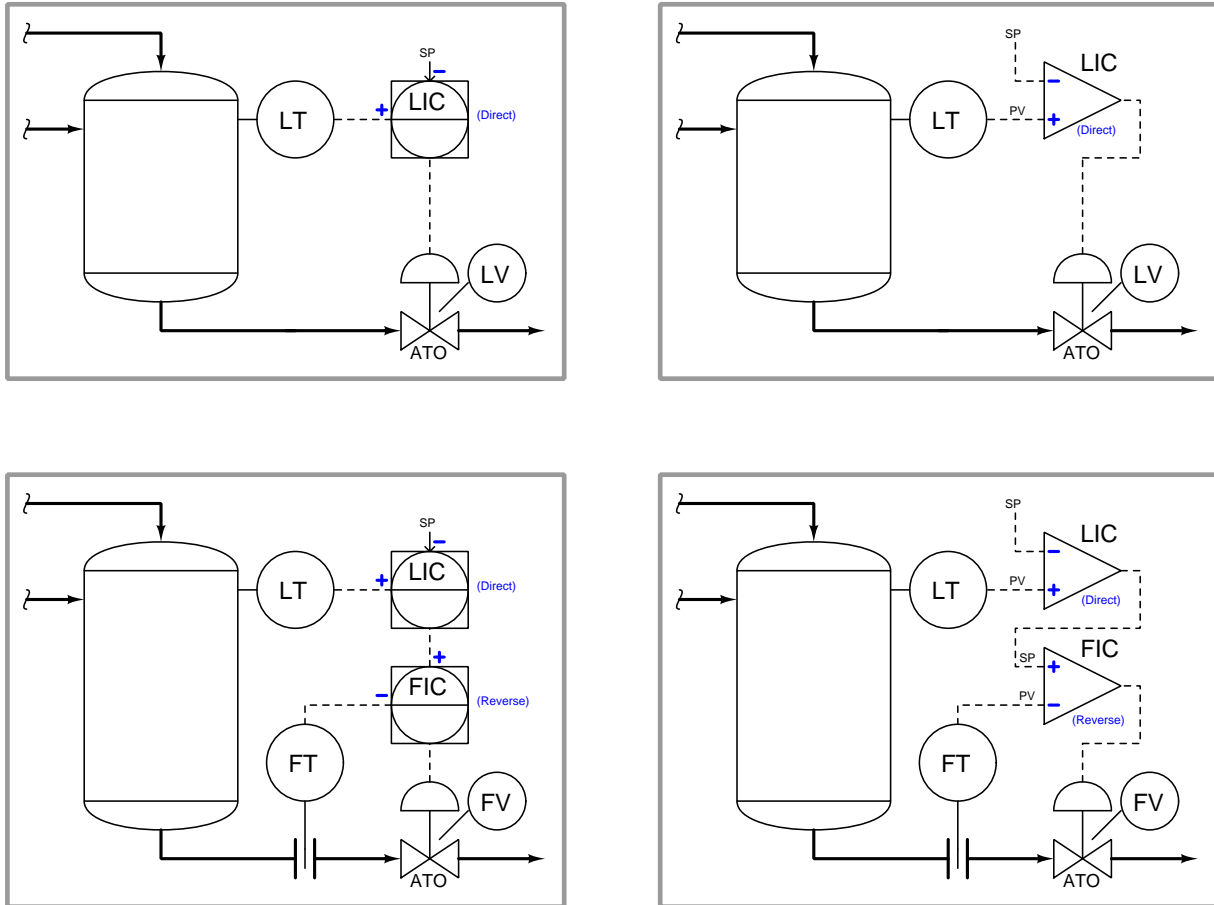 SP
−
LIC
+
(Direct)
LT
LV
ATO
SP
LIC
−
PV
+
LT
(Direct)
LV
ATO
SP
−
LIC
+
(Direct)
LT
+
FIC
−
(Reverse)
FT
FV
ATO
SP
LIC
−
PV
+
LT
(Direct)
FIC
SP
+
PV
−
(Reverse)
FT
FV
ATO